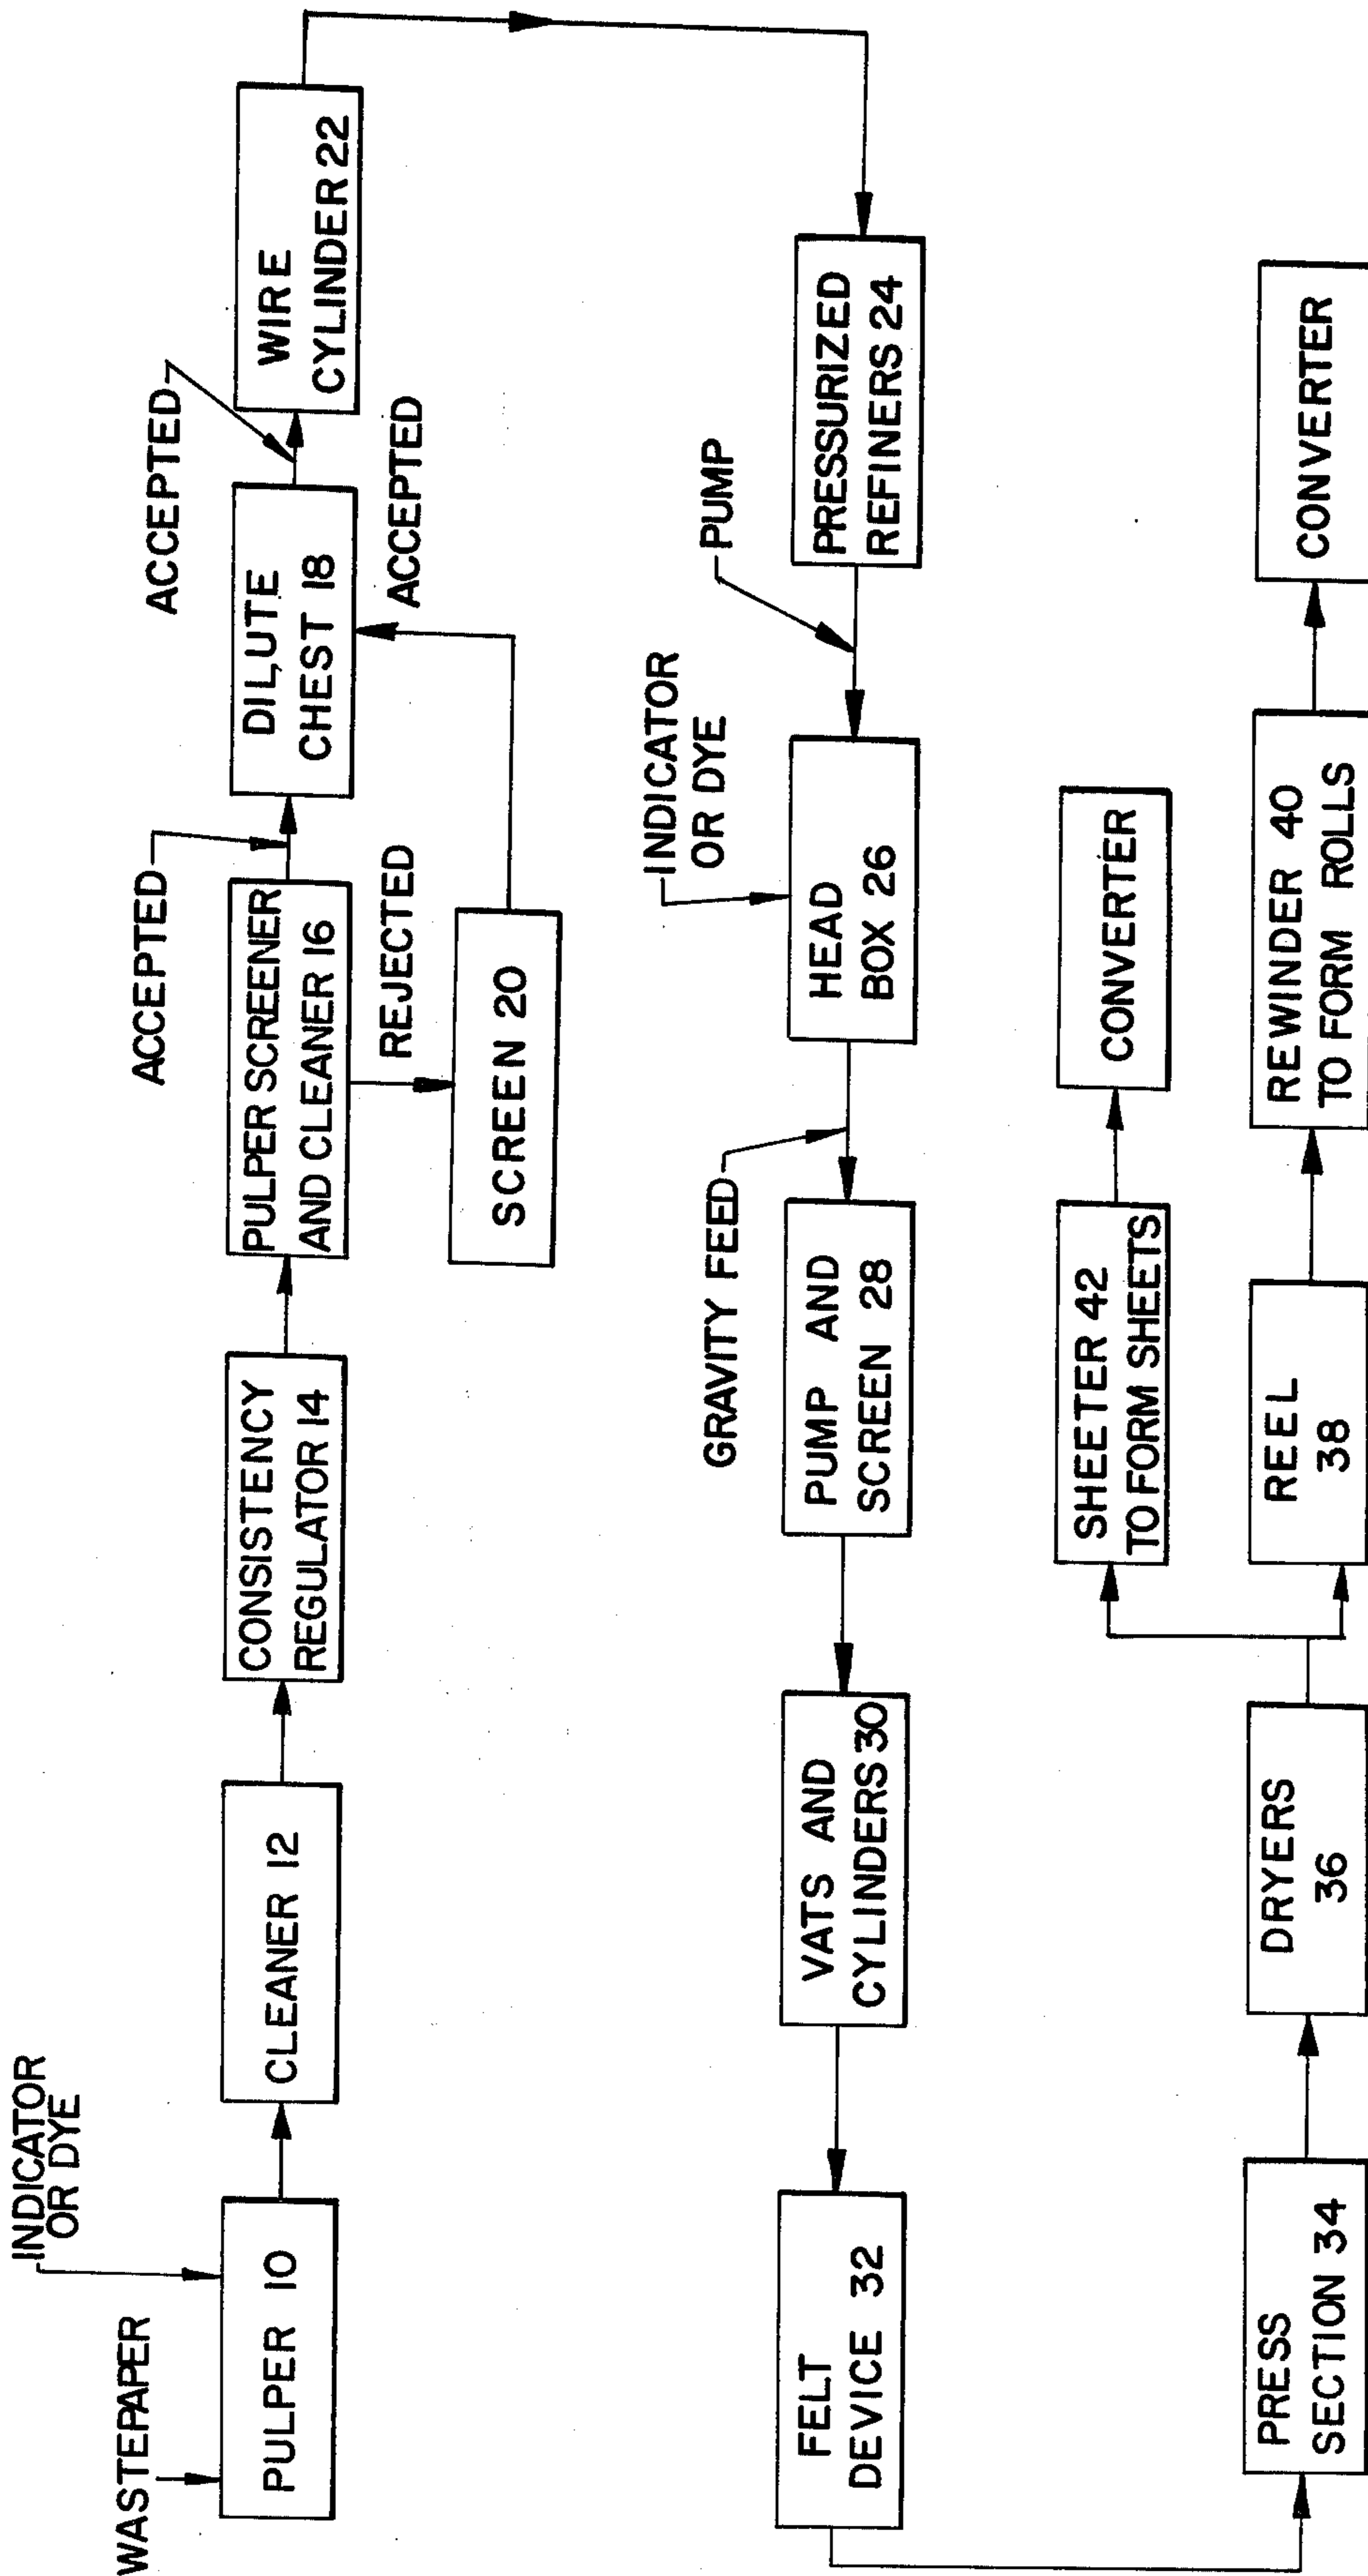 WASTEPAPER
INDICATOR
OR DYE
PULPER 10
CLEANER 12
CONSISTENCY
REGULATOR 14
PULPER SCREENER
AND CLEANER 16
ACCEPTED
REJECTED
SCREEN 20
DILUTE
CHEST 18
ACCEPTED
ACCEPTED
WIRE
CYLINDER 22
PRESSURIZED
REFINERS 24
PUMP
INDICATOR
OR DYE
HEAD
BOX 26
GRAVITY FEED
PUMP AND
SCREEN 28
VATS AND
CYLINDERS 30
FELT
DEVICE 32
PRESS
SECTION 34
DRYERS
36
SHEETER 42
TO FORM SHEETS
CONVERTER
REEL
38
REWINDER 40
TO FORM ROLLS
CONVERTER